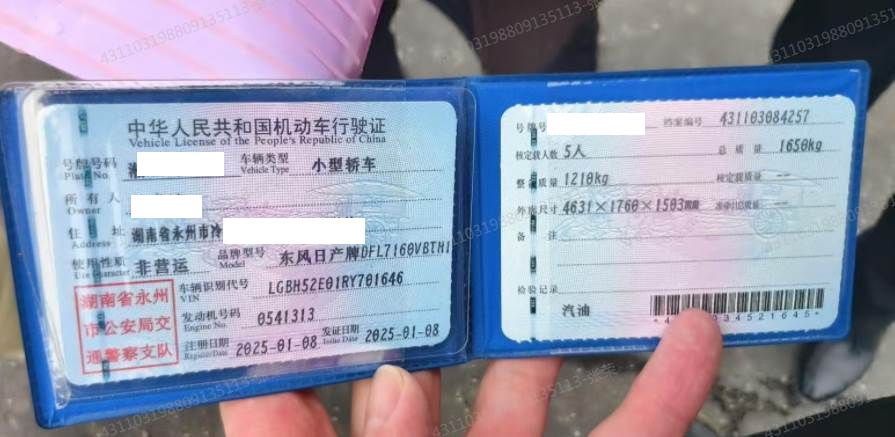 中华人民共和国机动车行驶证
Vehicle License of the People's Republic of China
号牌号码
Plate No.
车辆类型
Vehicle Type
小型轿车
所有人
Owner
住址
Address
湖南省永州市冷
使用性质
Use Character
非营运
品牌型号
Model
东风日产牌DFL7160VBTH1
车辆识别代号
VIN
LGBH52E01RY701646
发动机号码
Engine No.
0541313
注册日期
Register Date
2025-01-08
发证日期
Issue Date
2025-01-08
湖南省永州
市公安局交
通警察支队
号牌号
档案编号
431103084257
核定载人数
5人
总质量
1650kg
整备质量
1210kg
核定载质量
--
外廓尺寸
4631×1760×1503mm
准牵引总质量
--
备注
检验记录
汽油
431103198809135113